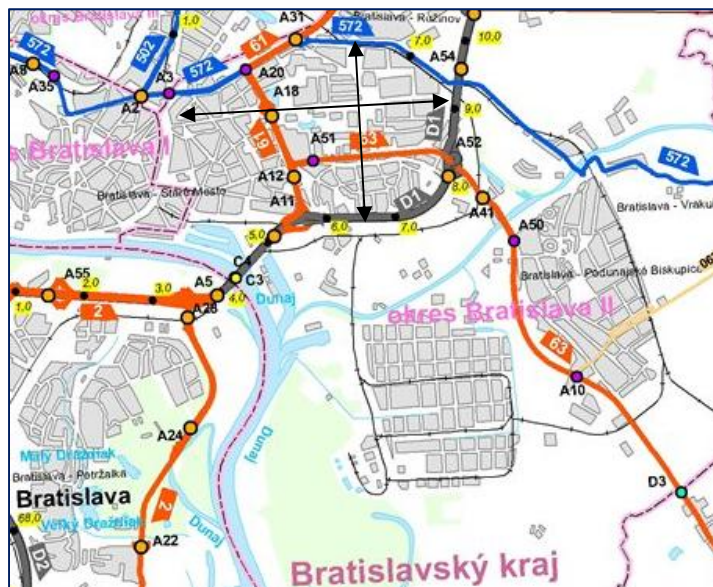 A31
Bratislava - Ružinov
10,0
1,0
572
502
61
7,0
A54
A8
A35
A3
572
A20
A2
A18
9,0
D1
61
A51
63
A52
okres Bratislava I
572
A12
D1
8,0
Bratislava - Staré Mesto
A11
A41
Bratislava - Vrakuň
6,0
7,0
5,0
A50
C4
A55
2,0
3,0
A5
C3
Bratislava - Podunajské Biskupice
1,0
4,0
Dunaj
2
A28
okres Bratislava II
63
A10
A24
Dunaj
Malý Draždiak
Bratislava - Petržalka
Bratislava
D3
68,0
Veľký Draždiak
2
Dunaj
A22
D2
Bratislavský kraj